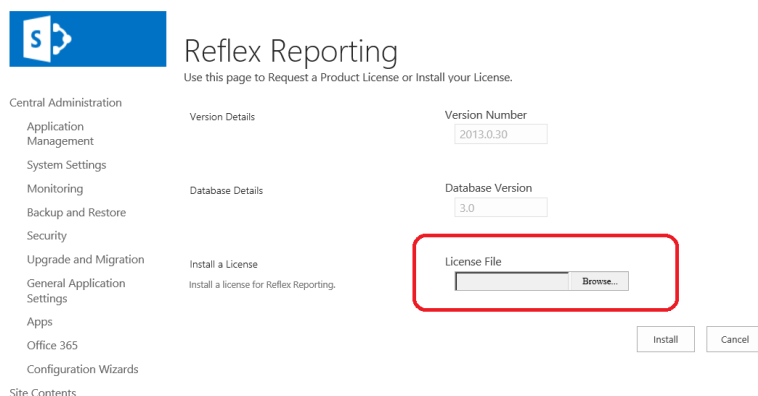 S
Reflex Reporting
Use this page to Request a Product License or Install your License.
Central Administration
Application
Management
System Settings
Monitoring
Backup and Restore
Security
Upgrade and Migration
General Application
Settings
Apps
Office 365
Configuration Wizards
Site Contents
Version Details
Version Number
2013.0.30
Database Details
Database Version
3.0
Install a License
Install a license for Reflex Reporting.
License File
Browse...
Install
Cancel